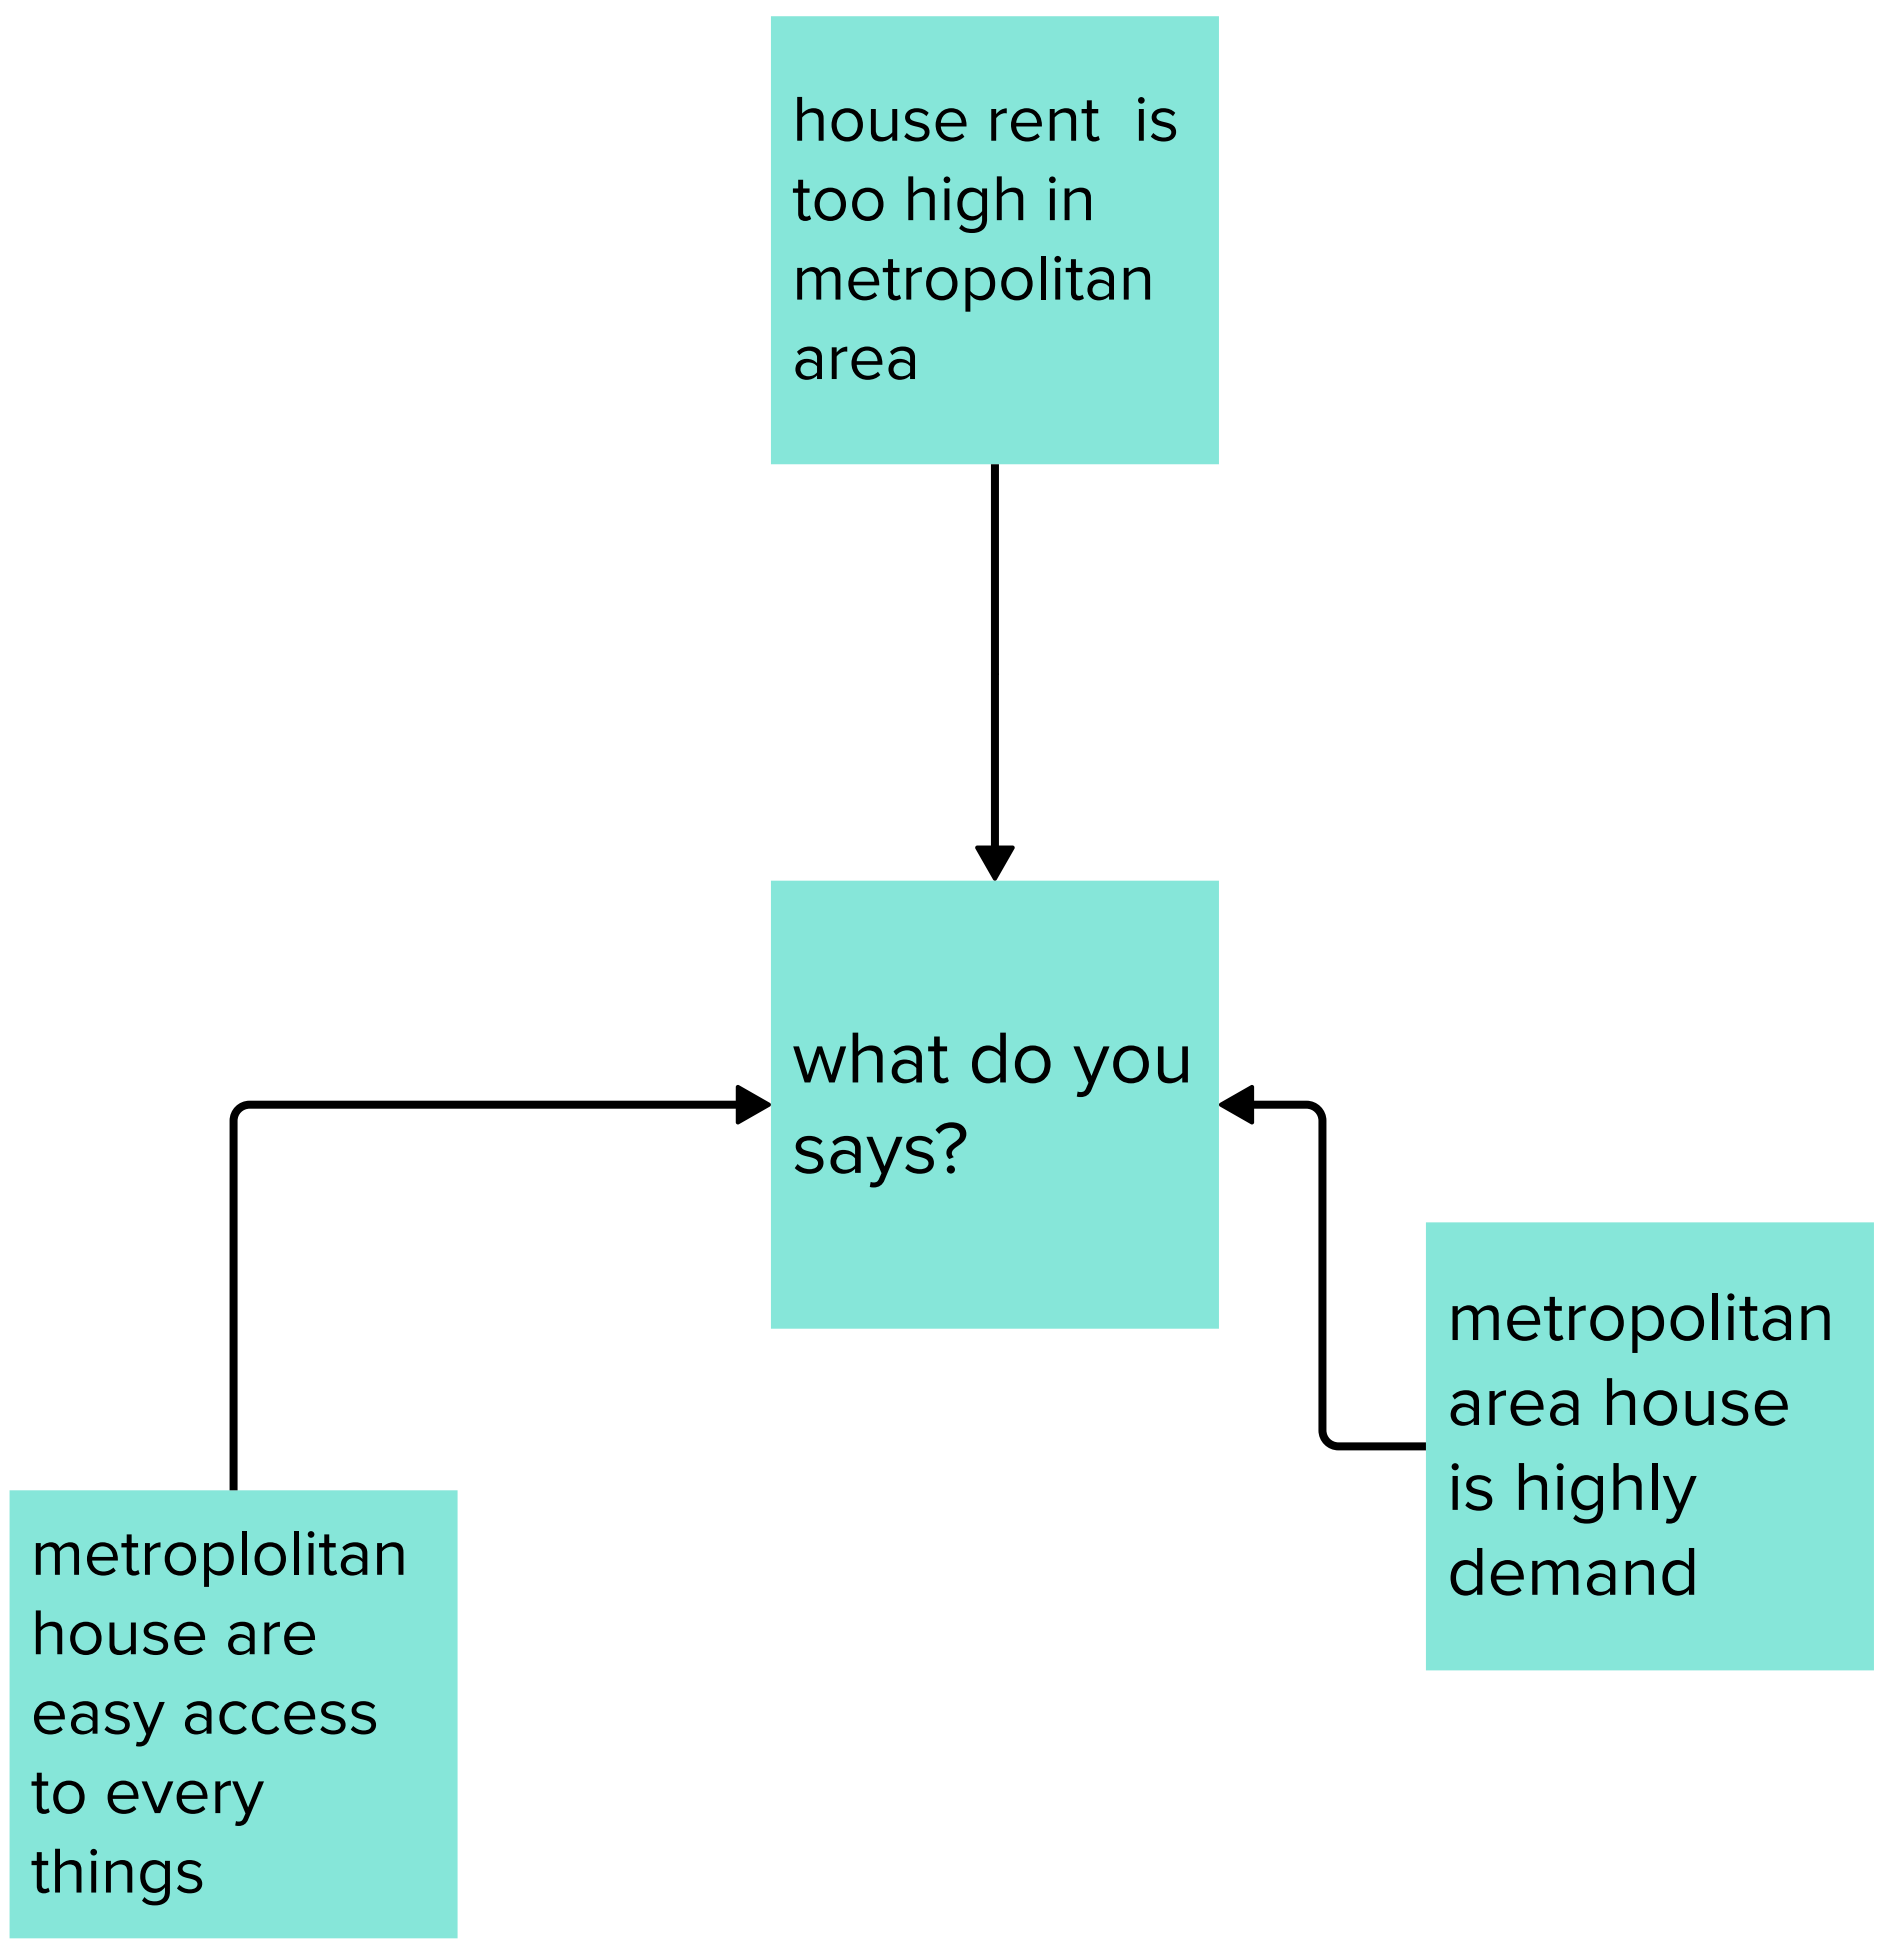 house rent  is
too high in
metropolitan
area
what do you
says?
metropolitan
area house
is highly
demand
metroplolitan
house are
easy access
to every
things